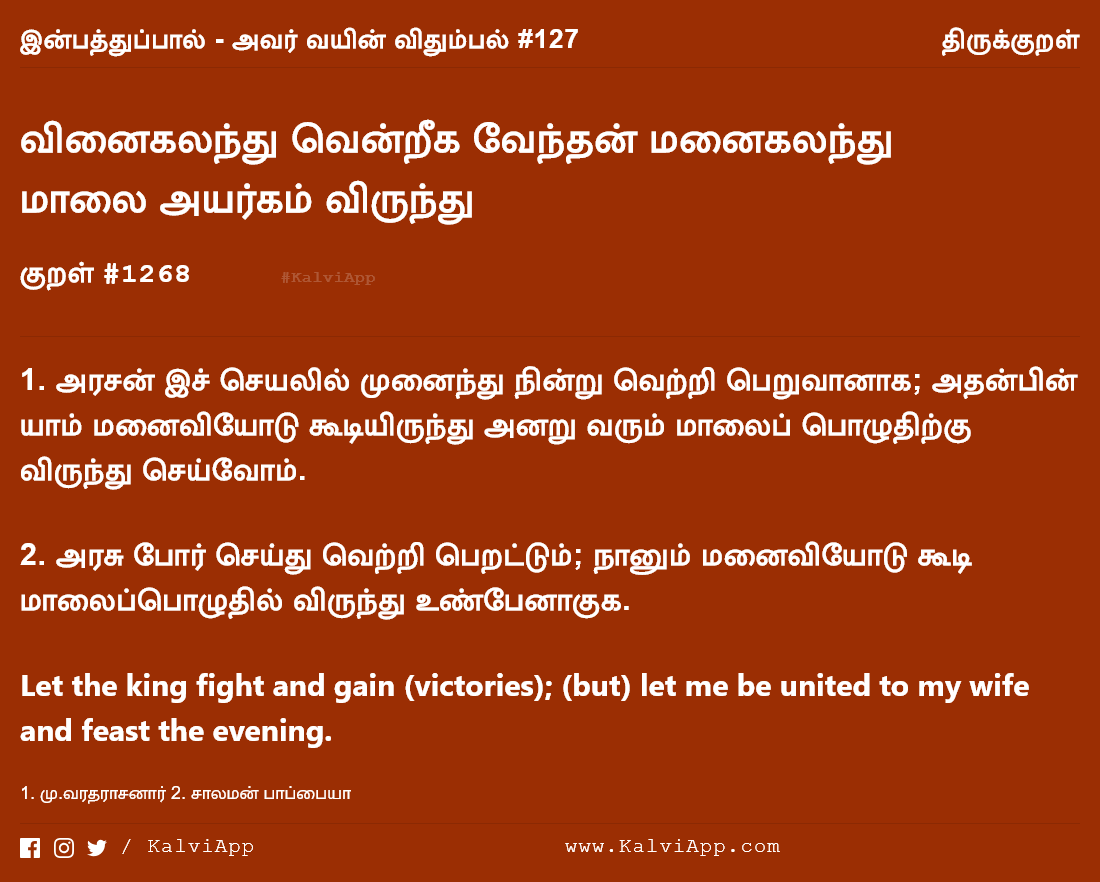 இன்பத்துப்பால் - அவர் வயின் விதும்பல் #127 திருக்குறள்
வினைகலந்து வென்றீக வேந்தன் மனைகலந்து
மாலை அயர்கம் விருந்து
குறள் #1268 #KalviApp
1. அரசன் இச் செயலில் முனைந்து நின்று வெற்றி பெறுவானாக; அதன்பின்
யாம் மனைவியோடு கூடியிருந்து அனறு வரும் மாலைப் பொழுதிற்கு
விருந்து செய்வோம்.
2. அரசு போர் செய்து வெற்றி பெறட்டும்; நானும் மனைவியோடு கூடி
மாலைப்பொழுதில் விருந்து உண்பேனாகுக.
Let the king fight and gain (victories); (but) let me be united to my wife
and feast the evening.
1. மு.வரதராசனார் 2. சாலமன் பாப்பையா
/ KalviApp www.KalviApp.com